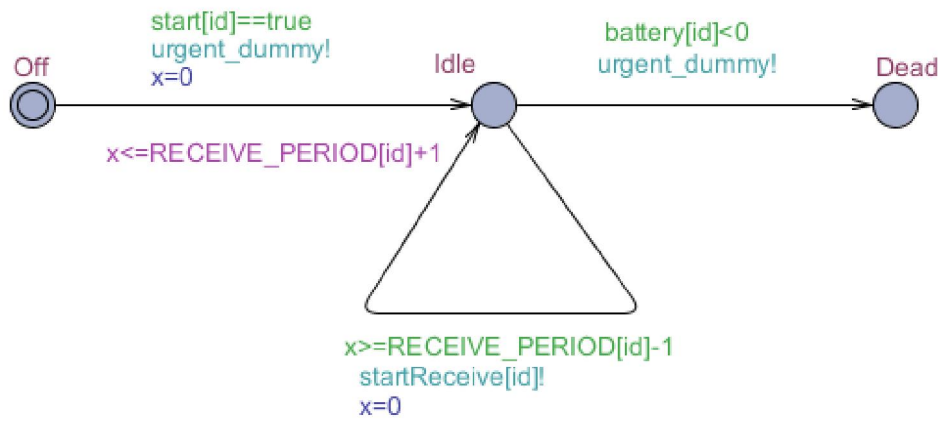 start[id]==true
urgent_dummy!
x=0
battery[id]<0
urgent_dummy!
Off
Idle
Dead
x<=RECEIVE_PERIOD[id]+1
x>=RECEIVE_PERIOD[id]-1
startReceive[id]!
x=0